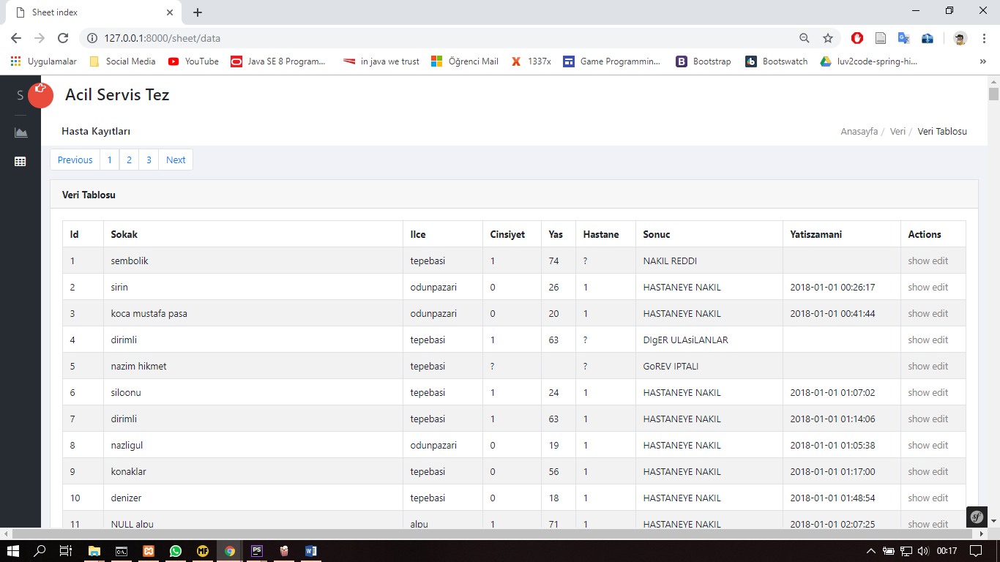 Sheet index
127.0.0.1:8000/sheet/data
Uygulamalar Social Media YouTube Java SE 8 Program... in java we trust Öğrenci Mail 1337x Game Programmin... Bootstrap Bootswatch luv2code-spring-hi... »
S Acil Servis Tez
Hasta Kayıtları Anasayfa / Veri / Veri Tablosu
Previous 1 2 3 Next
Veri Tablosu
Id Sokak Ilce Cinsiyet Yas Hastane Sonuc Yatiszamani Actions
1 sembolik tepebasi 1 74 ? NAKIL REDDI show edit
2 sirin odunpazari 0 26 1 HASTANEYE NAKIL 2018-01-01 00:26:17 show edit
3 koca mustafa pasa odunpazari 0 20 1 HASTANEYE NAKIL 2018-01-01 00:41:44 show edit
4 dirimli tepebasi 1 63 ? DIgER ULAsiLANLAR show edit
5 nazim hikmet tepebasi ? ? GoREV IPTALI show edit
6 siloonu tepebasi 1 24 1 HASTANEYE NAKIL 2018-01-01 01:07:02 show edit
7 dirimli tepebasi 1 63 1 HASTANEYE NAKIL 2018-01-01 01:14:06 show edit
8 nazligul odunpazari 0 19 1 HASTANEYE NAKIL 2018-01-01 01:05:38 show edit
9 konaklar tepebasi 0 56 1 HASTANEYE NAKIL 2018-01-01 01:17:00 show edit
10 denizer tepebasi 0 18 1 HASTANEYE NAKIL 2018-01-01 01:48:54 show edit
11 NULL alpu alpu 1 71 1 HASTANEYE NAKIL 2018-01-01 02:07:25 show edit
C:\_ MF PS 00:17